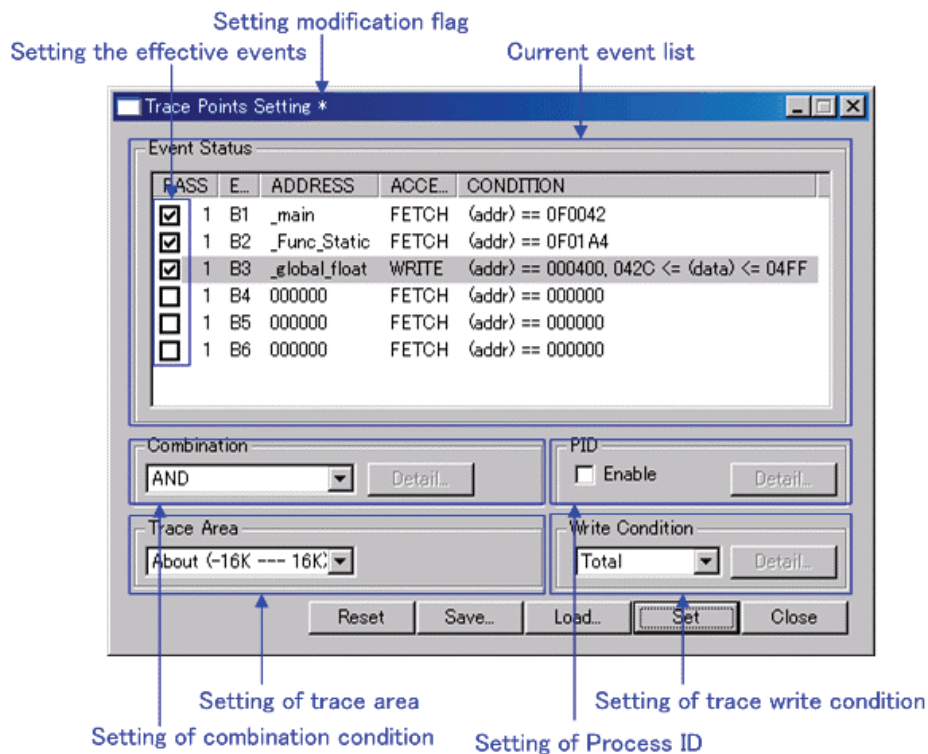 Setting modification flag
Setting the effective events
Current event list
Trace Points Setting *
Event Status
PASS E... ADDRESS ACCE... CONDITION
1 B1 _main FETCH (addr) == 0F0042
1 B2 _Func_Static FETCH (addr) == 0F01A4
1 B3 _global_float WRITE (addr) == 000400, 042C <= (data) <= 04FF
1 B4 000000 FETCH (addr) == 000000
1 B5 000000 FETCH (addr) == 000000
1 B6 000000 FETCH (addr) == 000000
Combination
AND
Detail...
PID
Enable
Detail...
Trace Area
About (-16K --- 16K)
Write Condition
Total
Detail...
Reset Save... Load... Set Close
Setting of trace area
Setting of trace write condition
Setting of combination condition
Setting of Process ID